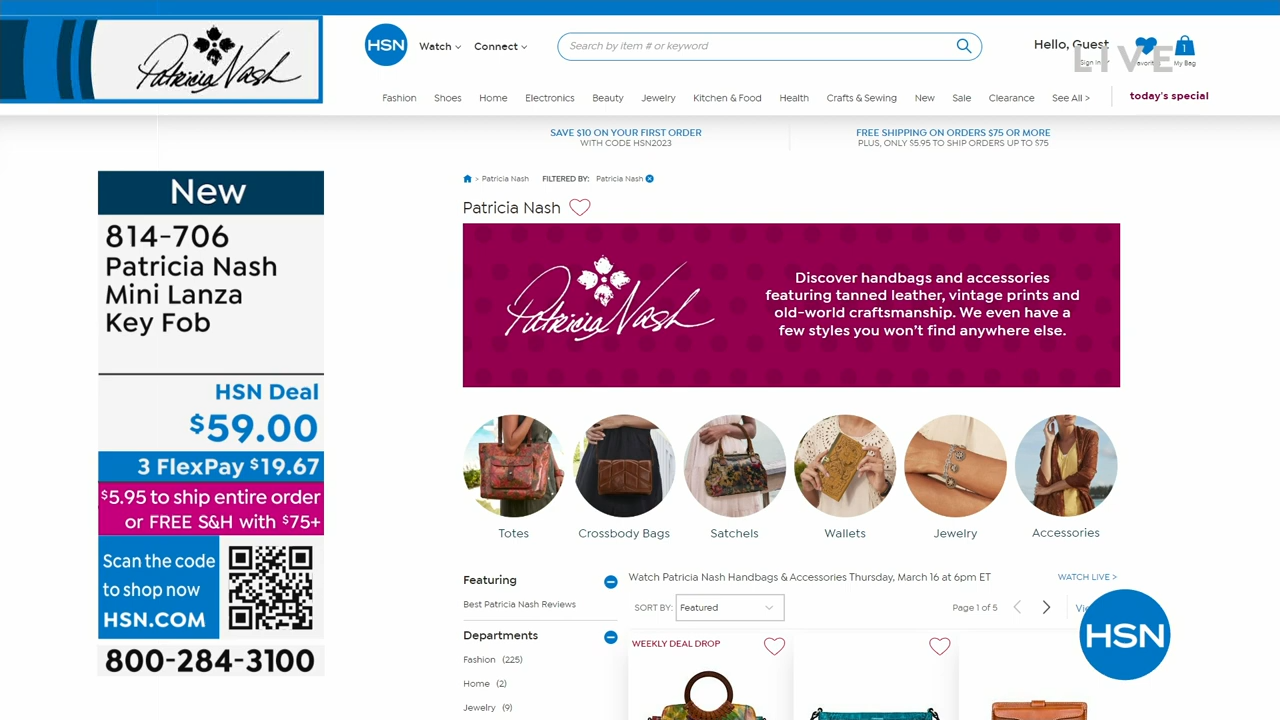 Patricia Nash
HSN
Watch
Connect
Search by item # or keyword
Hello, Guest
Sign In
Favorites
1
My Bag
LIVE
Fashion Shoes Home Electronics Beauty Jewelry Kitchen & Food Health Crafts & Sewing New Sale Clearance See All > today's special
SAVE $10 ON YOUR FIRST ORDER
WITH CODE HSN2023
FREE SHIPPING ON ORDERS $75 OR MORE
PLUS, ONLY $5.95 TO SHIP ORDERS UP TO $75
New
814-706
Patricia Nash
Mini Lanza
Key Fob
HSN Deal
$59.00
3 FlexPay $19.67
$5.95 to ship entire order
or FREE S&H with $75+
Scan the code
to shop now
HSN.COM
800-284-3100
> Patricia Nash FILTERED BY: Patricia Nash
Patricia Nash
Patricia Nash
Discover handbags and accessories
featuring tanned leather, vintage prints and
old-world craftsmanship. We even have a
few styles you won't find anywhere else.
Totes Crossbody Bags Satchels Wallets Jewelry Accessories
Featuring
Best Patricia Nash Reviews
Departments
Fashion (225)
Home (2)
Jewelry (9)
Watch Patricia Nash Handbags & Accessories Thursday, March 16 at 6pm ET
WATCH LIVE >
SORT BY: Featured
Page 1 of 5
WEEKLY DEAL DROP
HSN